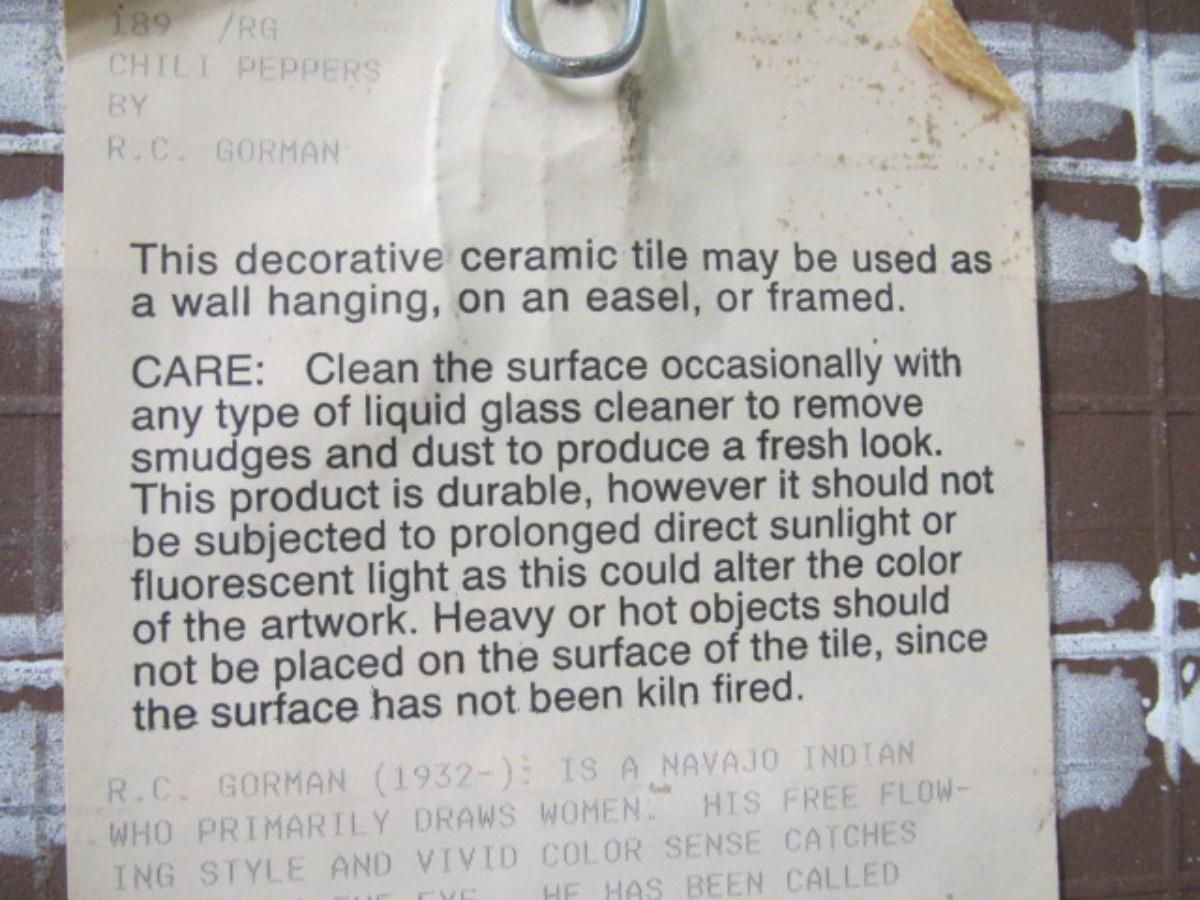 189 /RG
CHILI PEPPERS
BY
R.C. GORMAN
This decorative ceramic tile may be used as
a wall hanging, on an easel, or framed.
CARE: Clean the surface occasionally with
any type of liquid glass cleaner to remove
smudges and dust to produce a fresh look.
This product is durable, however it should not
be subjected to prolonged direct sunlight or
fluorescent light as this could alter the color
of the artwork. Heavy or hot objects should
not be placed on the surface of the tile, since
the surface has not been kiln fired.
R.C. GORMAN (1932-): IS A NAVAJO INDIAN
WHO PRIMARILY DRAWS WOMEN. HIS FREE FLOW-
ING STYLE AND VIVID COLOR SENSE CATCHES
THE EYE. HE HAS BEEN CALLED